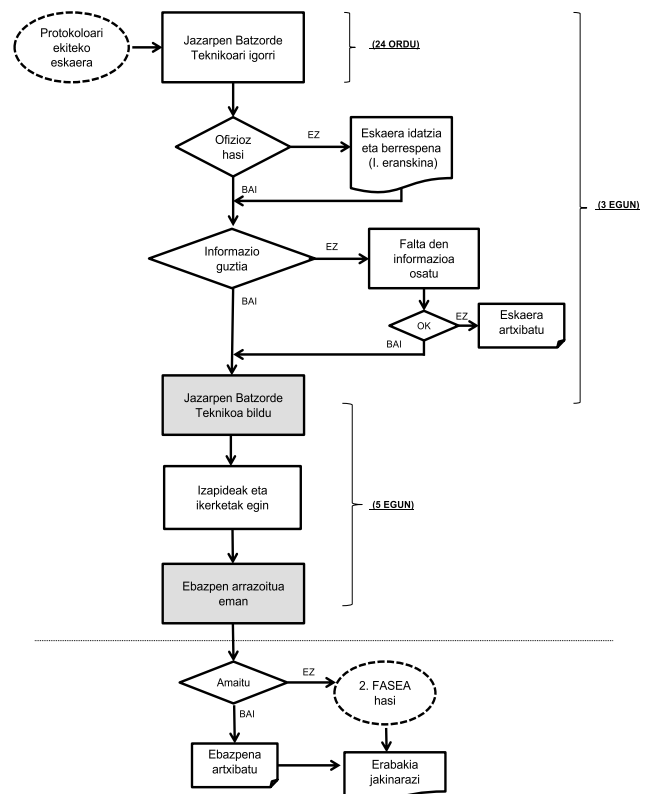 Protokoloari
ekiteko
eskaera
Jazarpen Batzorde
Teknikoari igorri
(24 ORDU)
Ofizioz
hasi
EZ
Eskaera idatzia
eta berrespena
(I. eranskina)
BAI
(3 EGUN)
Informazio
guztia
EZ
Falta den
informazioa
osatu
BAI
OK
EZ
Eskaera
artxibatu
BAI
Jazarpen Batzorde
Teknikoa bildu
Izapideak eta
ikerketak egin
(5 EGUN)
Ebazpen arrazoitua
eman
Amaitu
EZ
2. FASEA
hasi
BAI
Ebazpena
artxibatu
Erabakia
jakinarazi